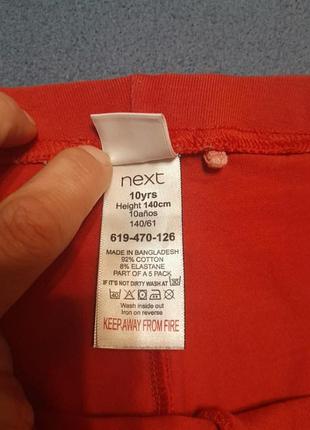 next
10yrs
Height 140cm
10años
140/61
619-470-126
MADE IN BANGLADESH
92% COTTON
8% ELASTANE
PART OF A 5 PACK
IF IT'S NOT DIRTY WASH AT
Wash inside out
Iron on reverse
KEEP AWAY FROM FIRE